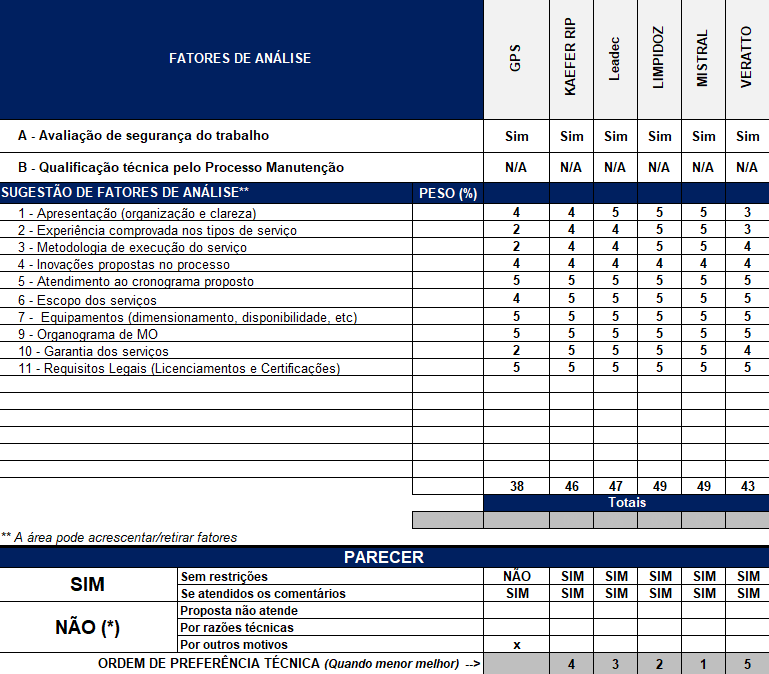 FATORES DE ANÁLISE GPS KAEFER RIP Leadec LIMPIDOZ MISTRAL VERATTO
A - Avaliação de segurança do trabalho Sim Sim Sim Sim Sim Sim
B - Qualificação técnica pelo Processo Manutenção N/A N/A N/A N/A N/A N/A
SUGESTÃO DE FATORES DE ANÁLISE** PESO (%)
1 - Apresentação (organização e clareza) 4 4 5 5 5 3
2 - Experiência comprovada nos tipos de serviço 2 4 4 5 5 3
3 - Metodologia de execução do serviço 2 4 4 5 5 4
4 - Inovações propostas no processo 4 4 4 4 4 4
5 - Atendimento ao cronograma proposto 5 5 5 5 5 5
6 - Escopo dos serviços 4 5 5 5 5 5
7 - Equipamentos (dimensionamento, disponibilidade, etc) 5 5 5 5 5 5
9 - Organograma de MO 5 5 5 5 5 5
10 - Garantia dos serviços 2 5 5 5 5 4
11 - Requisitos Legais (Licenciamentos e Certificações) 5 5 5 5 5 5
38 46 47 49 49 43
Totais
** A área pode acrescentar/retirar fatores
PARECER
SIM
Sem restrições NÃO SIM SIM SIM SIM SIM
Se atendidos os comentários SIM SIM SIM SIM SIM SIM
NÃO (*)
Proposta não atende
Por razões técnicas
Por outros motivos x
ORDEM DE PREFERÊNCIA TÉCNICA (Quando menor melhor) --> 4 3 2 1 5